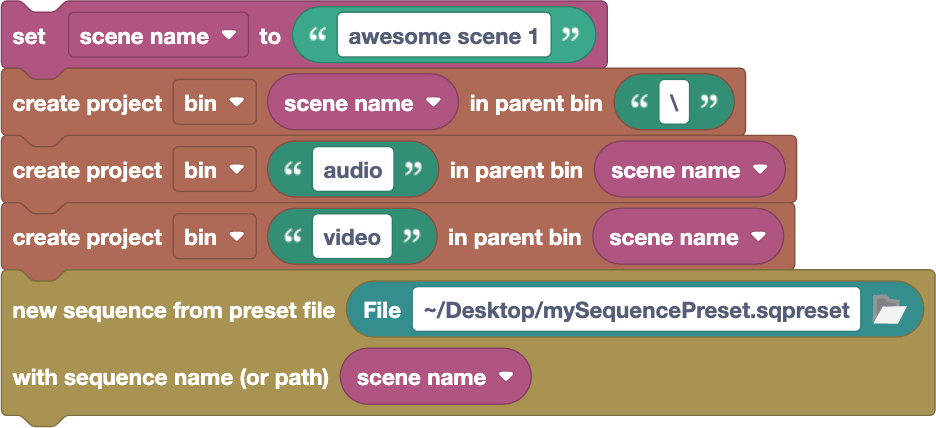 set scene name to “ awesome scene 1 ”
create project bin scene name in parent bin “ \ ”
create project bin “ audio ” in parent bin scene name
create project bin “ video ” in parent bin scene name
new sequence from preset file File ~/Desktop/mySequencePreset.sqpreset
with sequence name (or path) scene name